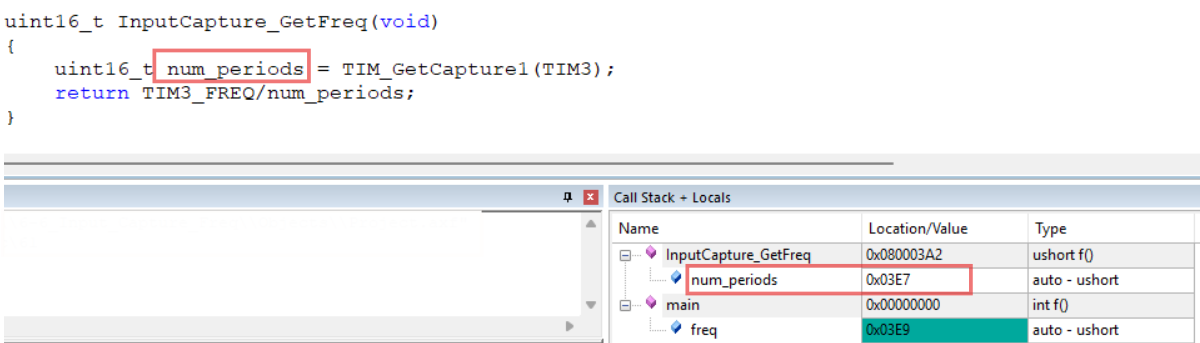 uint16_t InputCapture_GetFreq(void)
{
    uint16_t num_periods = TIM_GetCapture1(TIM3);
    return TIM3_FREQ/num_periods;
}
Call Stack + Locals
Name Location/Value Type
InputCapture_GetFreq 0x080003A2 ushort f()
num_periods 0x03E7 auto - ushort
main 0x00000000 int f()
freq 0x03E9 auto - ushort